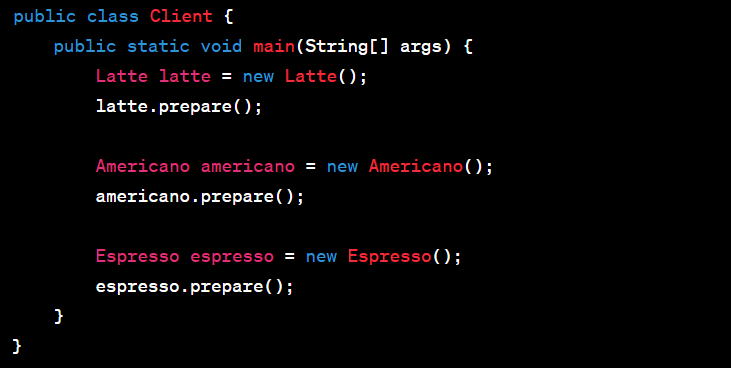 public class Client {
    public static void main(String[] args) {
        Latte latte = new Latte();
        latte.prepare();

        Americano americano = new Americano();
        americano.prepare();

        Espresso espresso = new Espresso();
        espresso.prepare();
    }
}